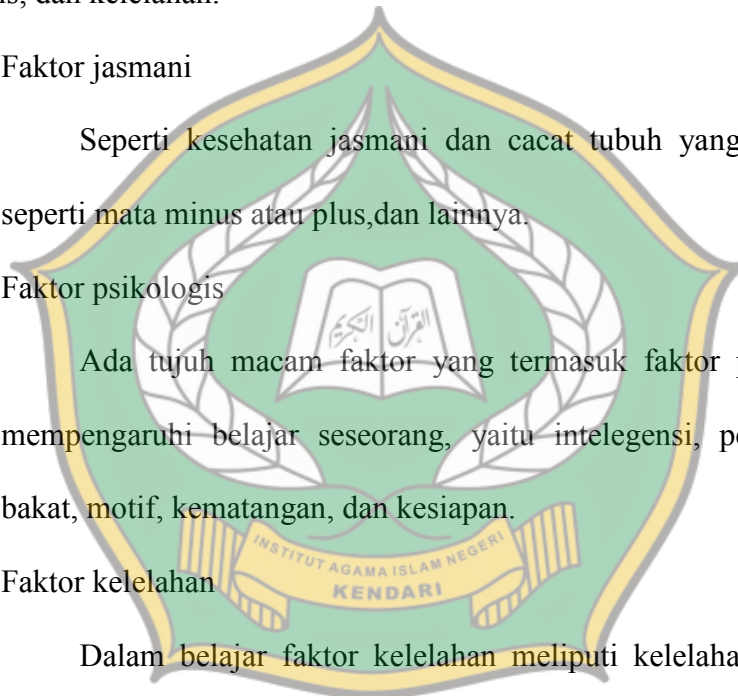 dan kelelahan.
Faktor jasmani
Seperti kesehatan jasmani dan cacat tubuh yang
seperti mata minus atau plus,dan lainnya.
Faktor psikologis
القرآن الكريم
Ada tujuh macam faktor yang termasuk faktor
mempengaruhi belajar seseorang, yaitu intelegensi,
bakat, motif, kematangan, dan kesiapan.
INSTITUT AGAMA ISLAM NEGERI
KENDARI
Faktor kelelahan
Dalam belajar faktor kelelahan meliputi